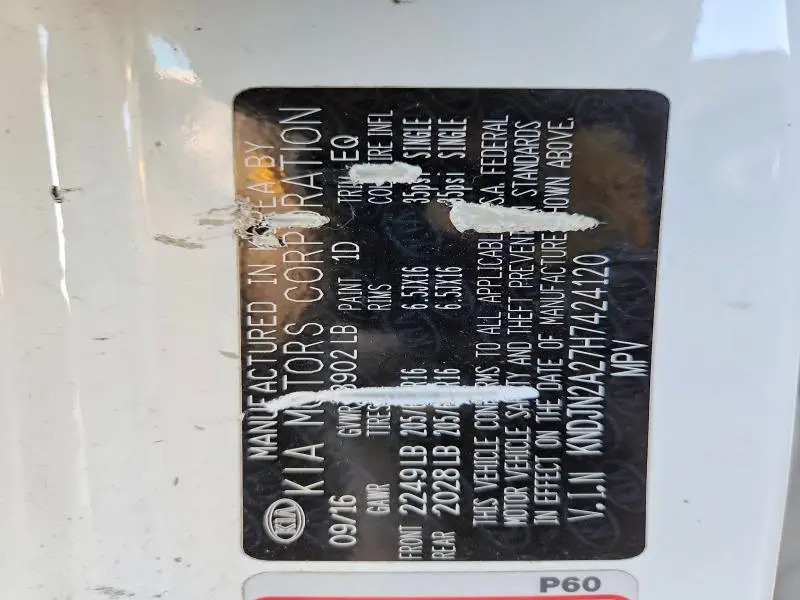 MANUFACTURED IN KOREA BY
KIA KIA MOTORS CORPORATION
09/16 GVWR 3902 LB PAINT 1D TRIM EQ
GAWR TIRES RIMS COLD TIRE INFL
FRONT 2249 LB 205/ R16 6.5JX16 35psi SINGLE
REAR 2028 LB 205/ R16 6.5JX16 35psi SINGLE
THIS VEHICLE CONFORMS TO ALL APPLICABLE U.S.A FEDERAL
MOTOR VEHICLE SAFETY AND THEFT PREVENTION STANDARDS
IN EFFECT ON THE DATE OF MANUFACTURE SHOWN ABOVE.
V.I.N KNDJN2A27H7424120
MPV
P60